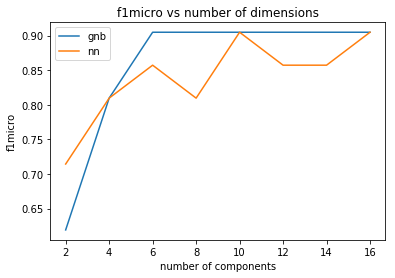 f1micro vs number of dimensions
gnb
nn
0.90
0.85
0.80
0.75
0.70
0.65
f1micro
2 4 6 8 10 12 14 16
number of components